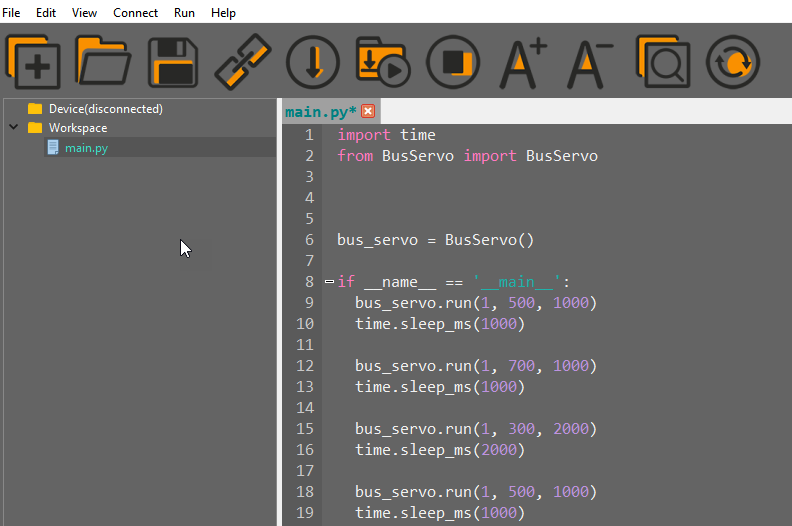 File Edit View Connect Run Help
Device(disconnected)
Workspace
main.py
main.py*
1 import time
2 from BusServo import BusServo
3
4
5
6 bus_servo = BusServo()
7
8 if __name__ == '__main__':
9 bus_servo.run(1, 500, 1000)
10 time.sleep_ms(1000)
11
12 bus_servo.run(1, 700, 1000)
13 time.sleep_ms(1000)
14
15 bus_servo.run(1, 300, 2000)
16 time.sleep_ms(2000)
17
18 bus_servo.run(1, 500, 1000)
19 time.sleep_ms(1000)